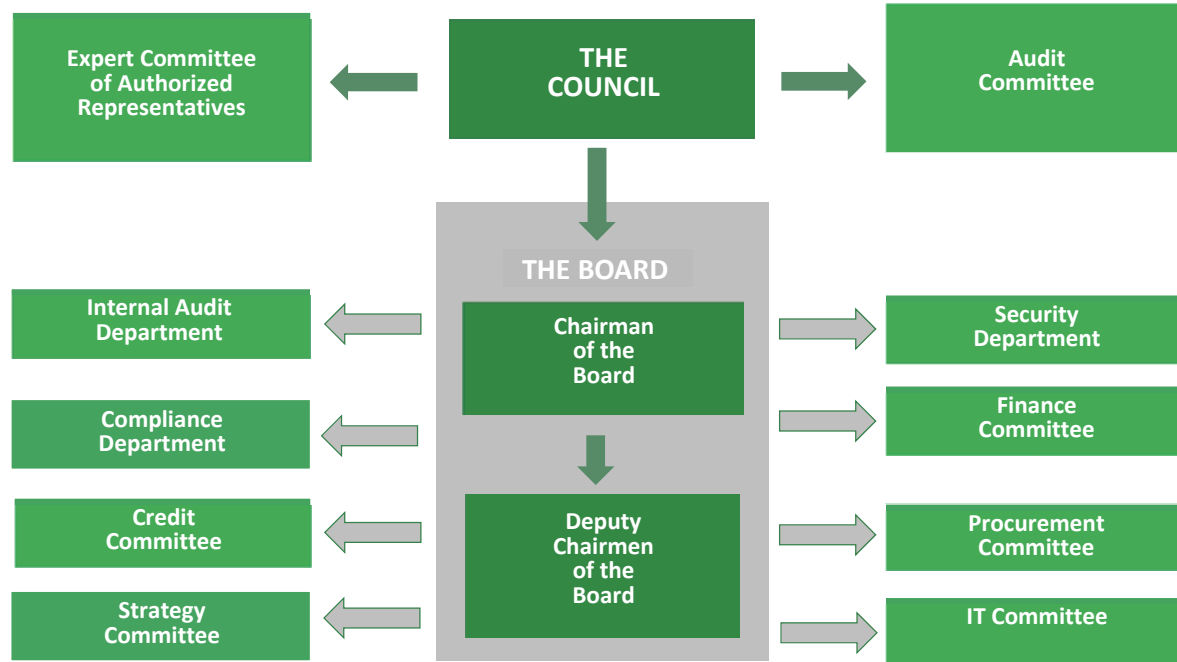 Expert Committee
of Authorized
Representatives
THE
COUNCIL
Audit
Committee
THE BOARD
Internal Audit
Department
Chairman
of the
Board
Security
Department
Compliance
Department
Finance
Committee
Credit
Committee
Deputy
Chairmen
of the
Board
Procurement
Committee
Strategy
Committee
IT Committee